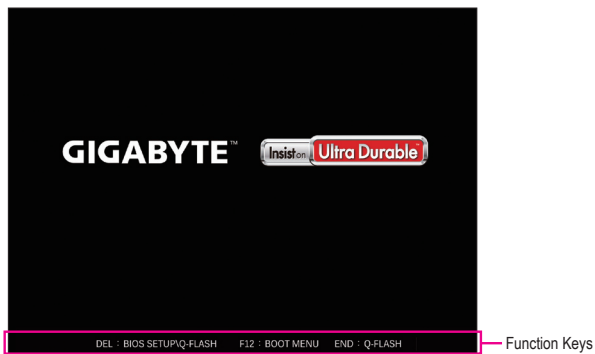 GIGABYTE™
Insist on Ultra Durable™
DEL : BIOS SETUP\Q-FLASH F12 : BOOT MENU END : Q-FLASH
Function Keys